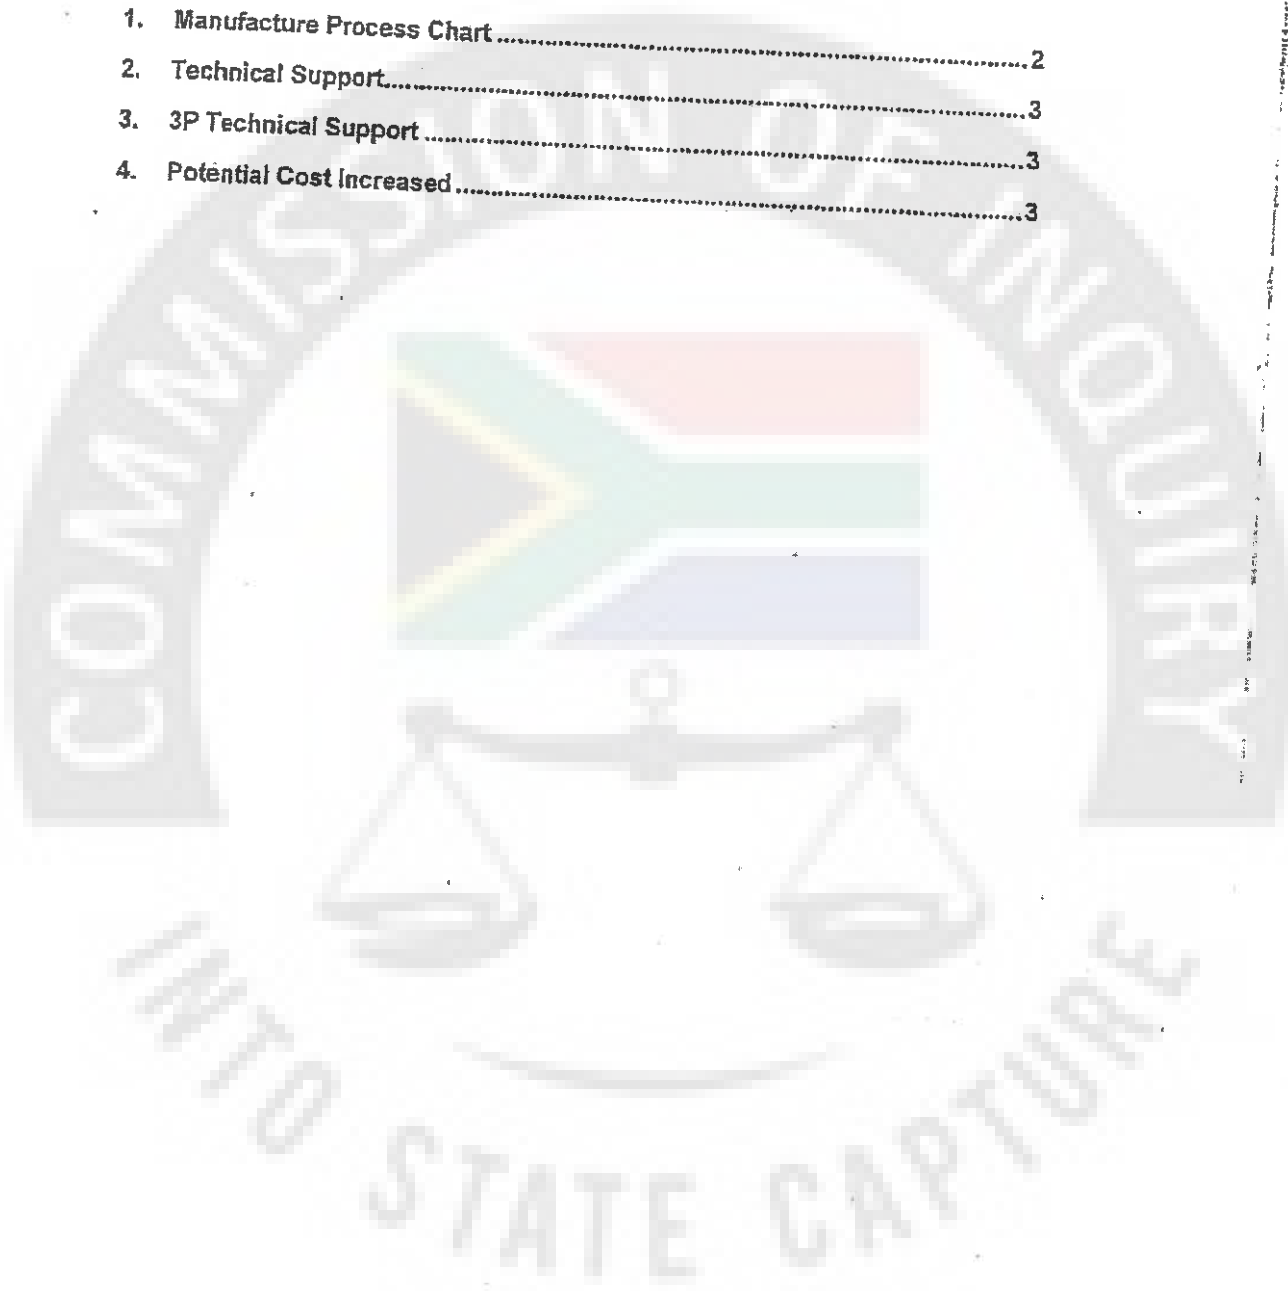 1. Manufacture Process Chart ........ 2
2. Technical Support ........ 3
3. 3P Technical Support ........ 3
4. Potential Cost Increased ........ 3
COMMISSION OF INQUIRY
INTO STATE CAPTURE